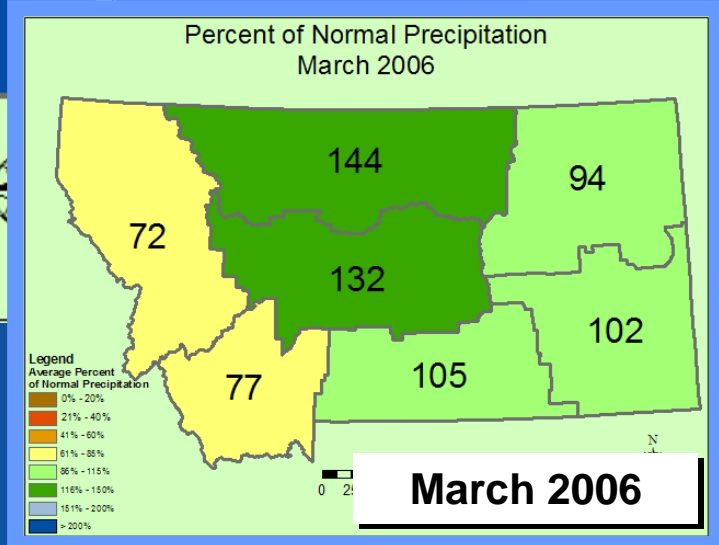 Percent of Normal Precipitation
March 2006
144
94
72
132
102
105
77
Legend
Average Percent
of Normal Precipitation
0% - 20%
21% - 40%
41% - 60%
61% - 85%
86% - 115%
116% - 150%
151% - 200%
> 200%
N
0
March 2006